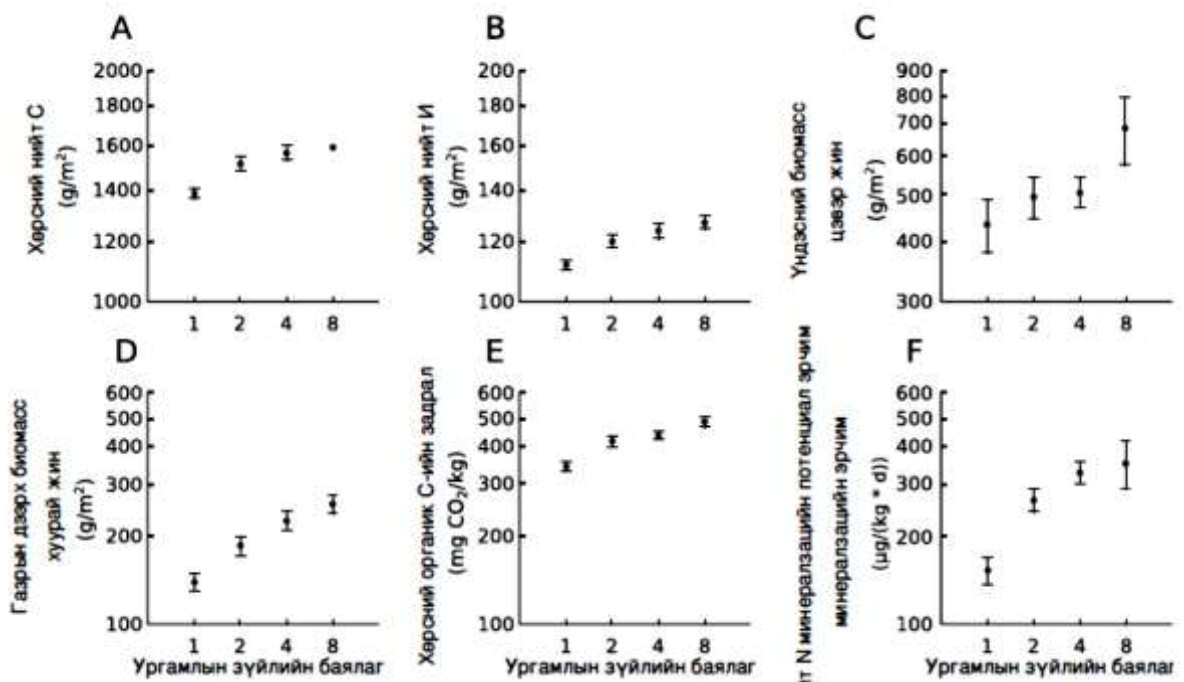 A
B
C
Хөрсний нийт С
(g/m²)
2000
1800
1600
1400
1200
1000
1 2 4 8
Хөрсний нийт И
(g/m²)
200
180
160
140
120
100
1 2 4 8
Үндэсний биомасс
цэвэр жин
(g/m²)
900
800
700
600
500
400
300
1 2 4 8
D
E
F
Газрын дээрх биомасс
хуурай жин
(g/m²)
600
500
400
300
200
100
1 2 4 8
Ургамлын зүйлийн баялаг
Хөрсний органик С-ийн задрал
(mg CO₂/kg)
600
500
400
300
200
100
1 2 4 8
Ургамлын зүйлийн баялаг
N минералзацийн потенциал эрчим
минералзацийн эрчим
(µg/(kg * d))
600
500
400
300
200
100
1 2 4 8
Ургамлын зүйлийн баялаг